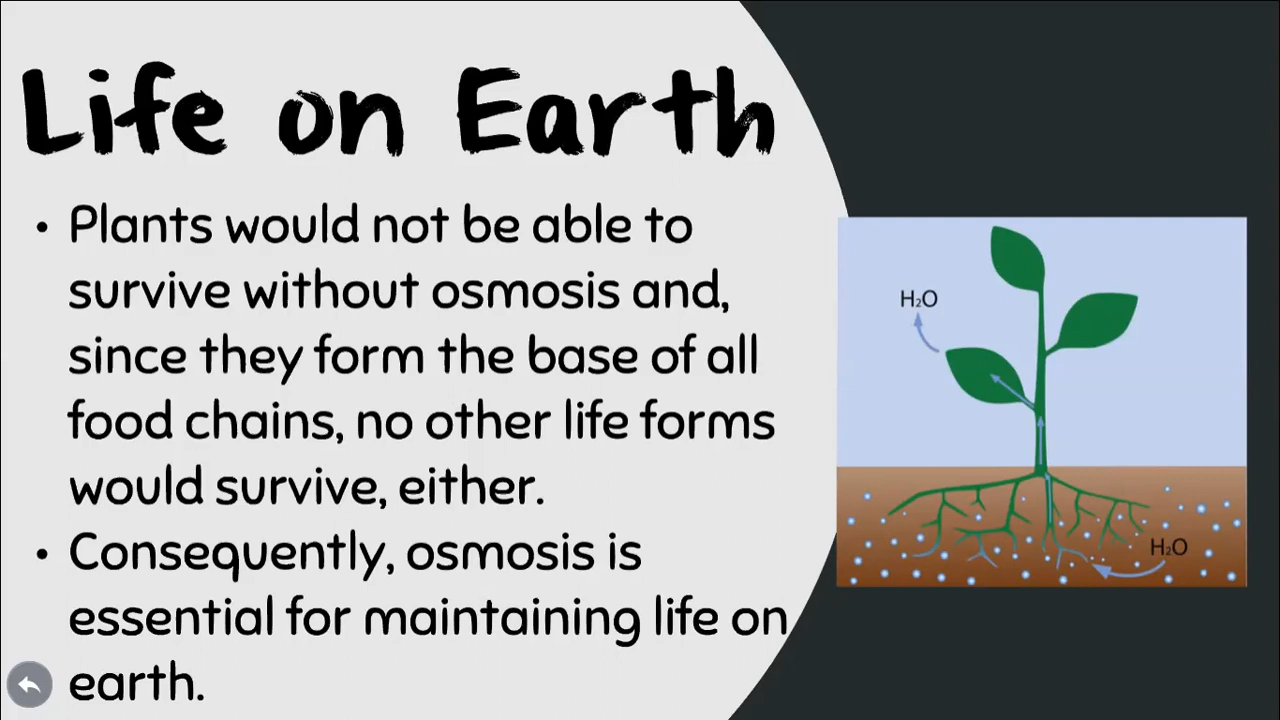 Life on Earth
• Plants would not be able to
survive without osmosis and,
since they form the base of all
food chains, no other life forms
would survive, either.
• Consequently, osmosis is
essential for maintaining life on
earth.
H₂O
H₂O